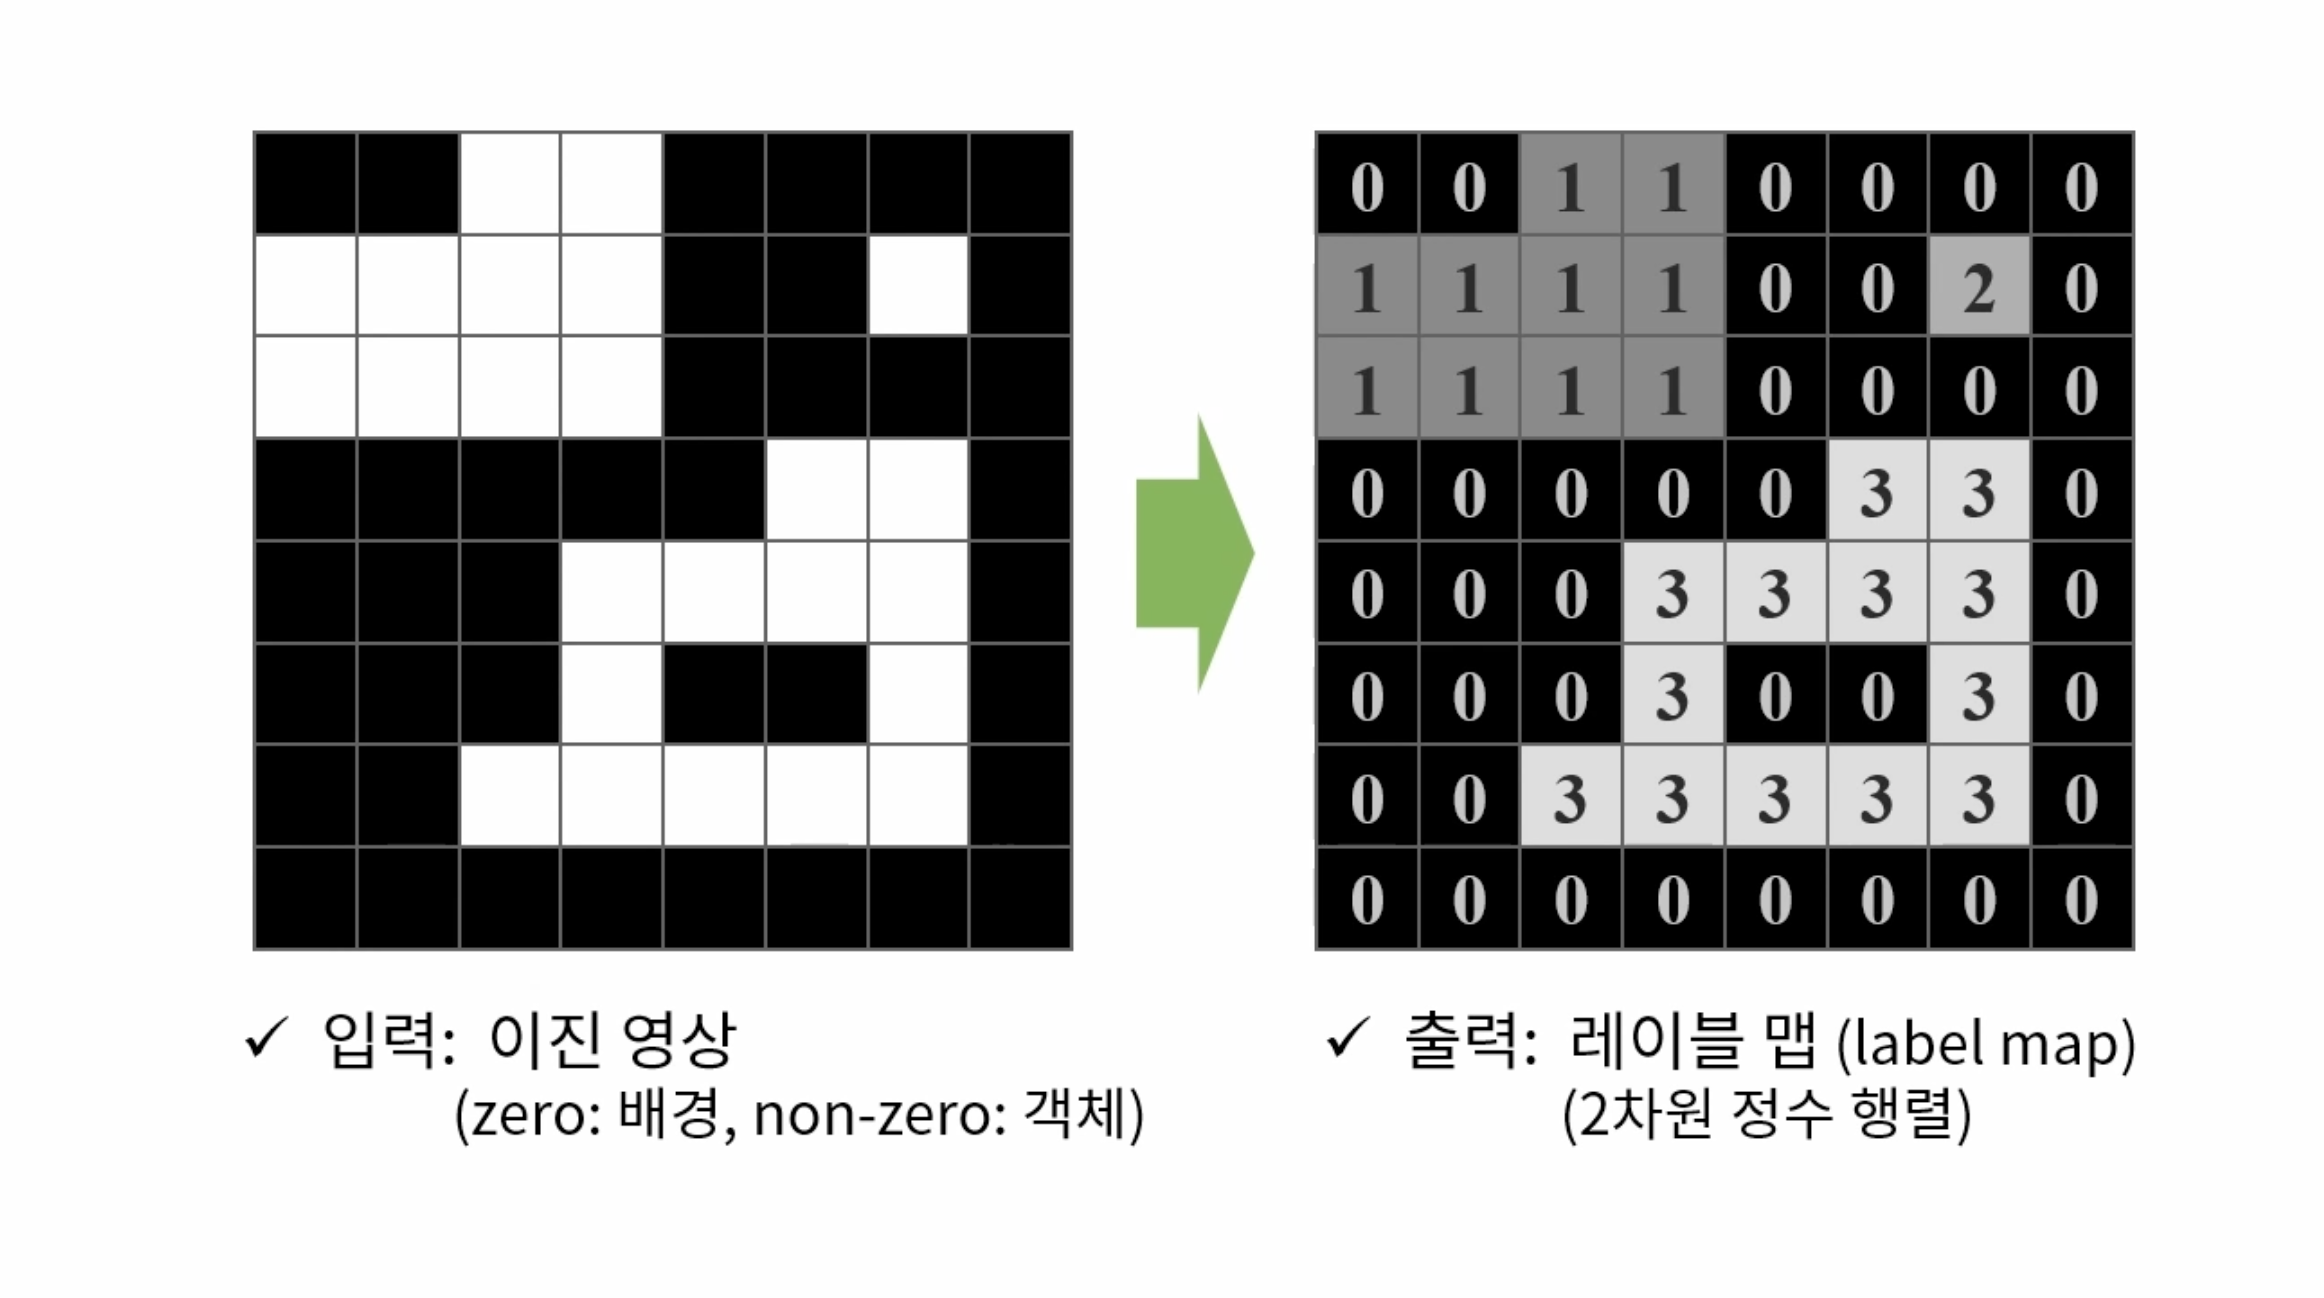 0 0 1 1 0 0 0 0
1 1 1 1 0 0 2 0
1 1 1 1 0 0 0 0
0 0 0 0 0 3 3 0
0 0 0 3 3 3 3 0
0 0 0 3 0 0 3 0
0 0 3 3 3 3 3 0
0 0 0 0 0 0 0 0
✓ 입력: 이진 영상
(zero: 배경, non-zero: 객체)
✓ 출력: 레이블 맵 (label map)
(2차원 정수 행렬)